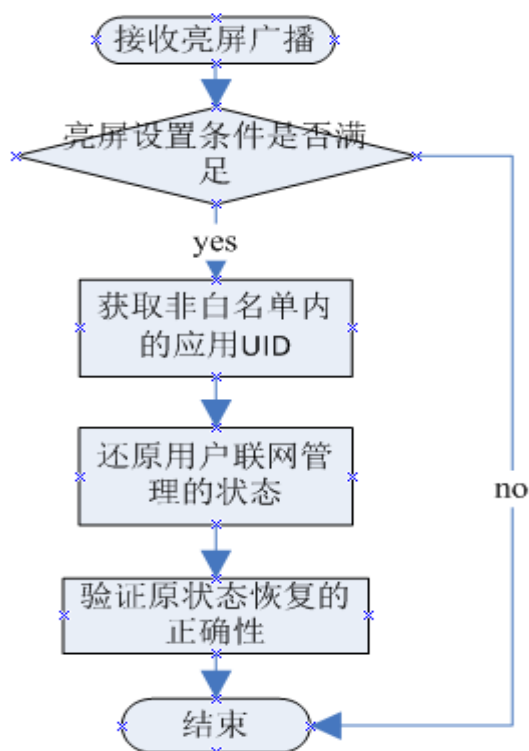 接收亮屏广播
亮屏设置条件是否满
足
yes
获取非白名单内
的应用UID
还原用户联网管
理的状态
no
验证原状态恢复的
正确性
结束